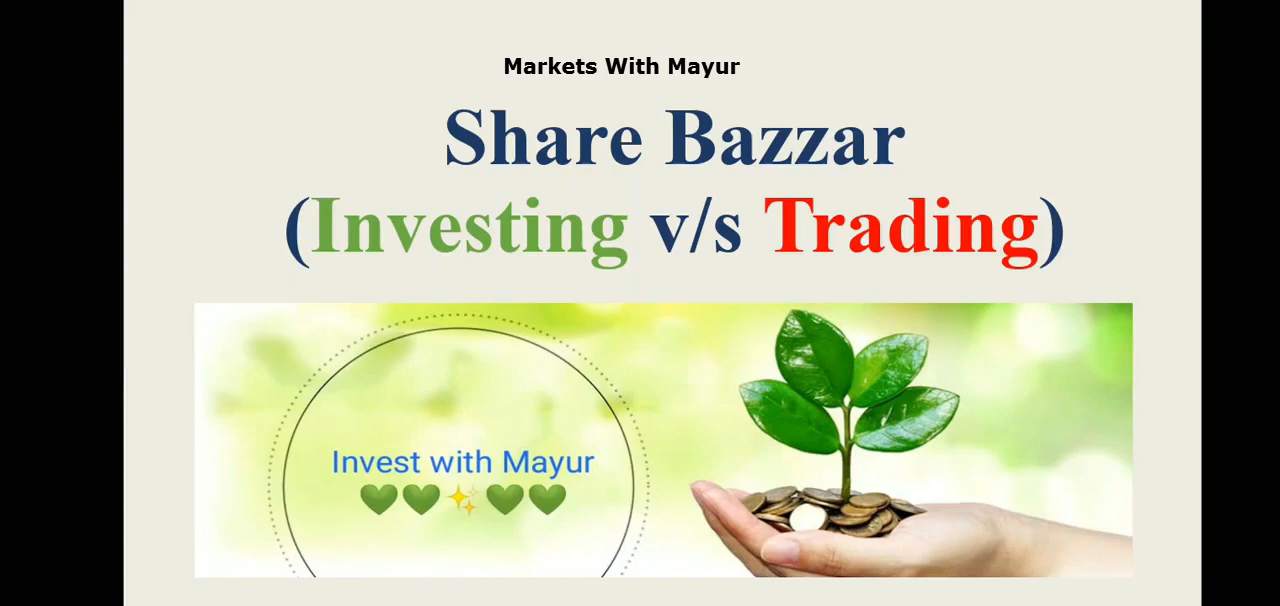 Markets With Mayur
Share Bazzar
(Investing v/s Trading)
Invest with Mayur
💚💚✨💚💚